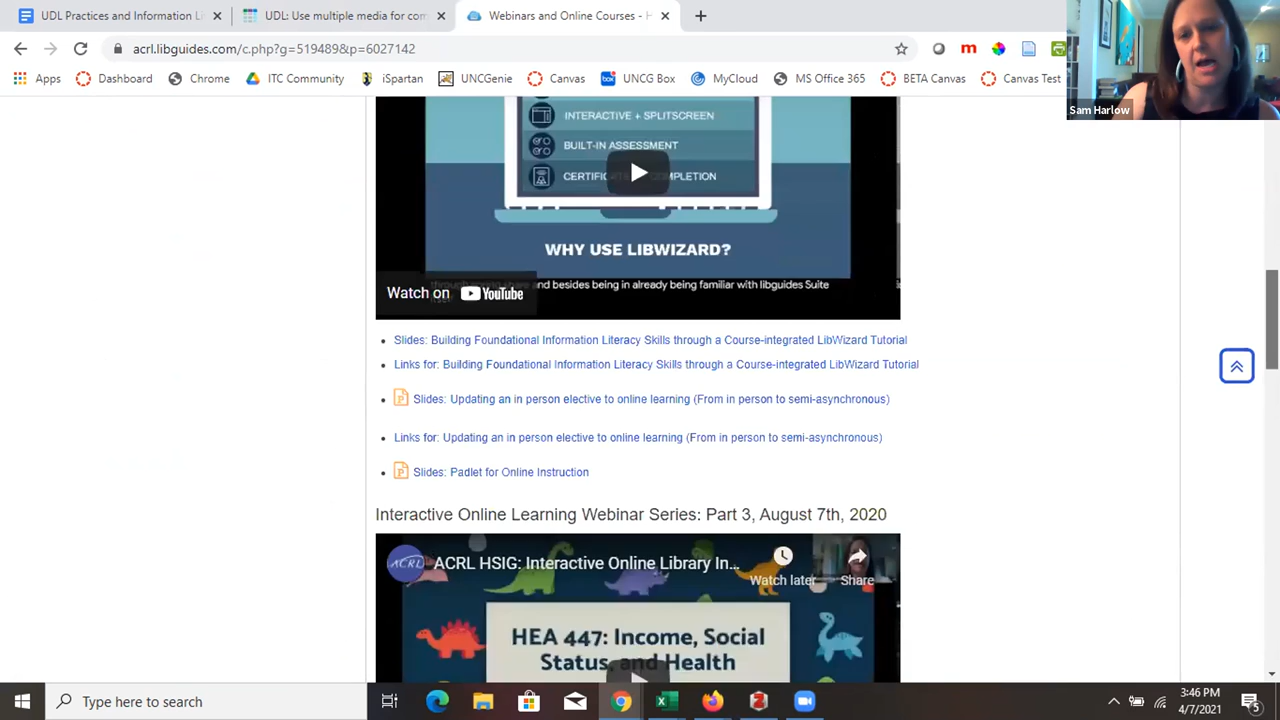 UDL Practices and Information Li
UDL: Use multiple media for com
Webinars and Online Courses - H
acrl.libguides.com/c.php?g=519489&p=6027142
Apps
Dashboard
Chrome
ITC Community
iSpartan
UNCGenie
Canvas
UNCG Box
MyCloud
MS Office 365
BETA Canvas
Canvas Test
Sam Harlow
INTERACTIVE + SPLITSCREEN
BUILT-IN ASSESSMENT
WHY USE LIBWIZARD?
and besides being in already being familiar with libguides Suite
Watch on YouTube
Slides: Building Foundational Information Literacy Skills through a Course-integrated LibWizard Tutorial
Links for: Building Foundational Information Literacy Skills through a Course-integrated LibWizard Tutorial
Slides: Updating an in person elective to online learning (From in person to semi-asynchronous)
Links for: Updating an in person elective to online learning (From in person to semi-asynchronous)
Slides: Padlet for Online Instruction
Interactive Online Learning Webinar Series: Part 3, August 7th, 2020
ACRL
ACRL HSIG: Interactive Online Library In...
Watch later
Share
HEA 447: Income, Social
Status, and Health
Type here to search
3:46 PM
4/7/2021
5